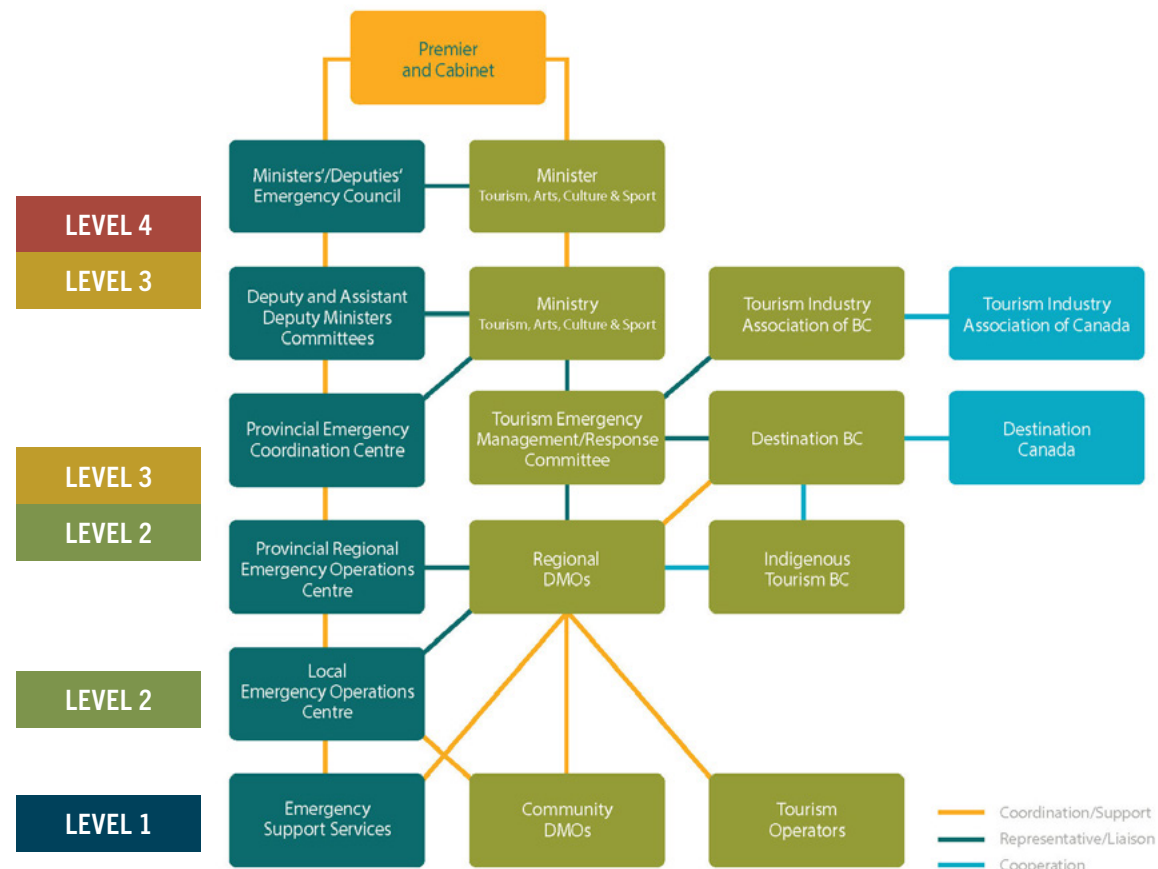 Premier
and Cabinet
Ministers'/Deputies'
Emergency Council
Minister
Tourism, Arts, Culture & Sport
LEVEL 4
LEVEL 3
Deputy and Assistant
Deputy Ministers
Committees
Ministry
Tourism, Arts, Culture & Sport
Tourism Industry
Association of BC
Tourism Industry
Association of Canada
Provincial Emergency
Coordination Centre
Tourism Emergency
Management/Response
Committee
Destination BC
Destination
Canada
LEVEL 3
LEVEL 2
Provincial Regional
Emergency Operations
Centre
Regional
DMOs
Indigenous
Tourism BC
LEVEL 2
Local
Emergency Operations
Centre
LEVEL 1
Emergency
Support Services
Community
DMOs
Tourism
Operators
Coordination/Support
Representative/Liaison
Cooperation